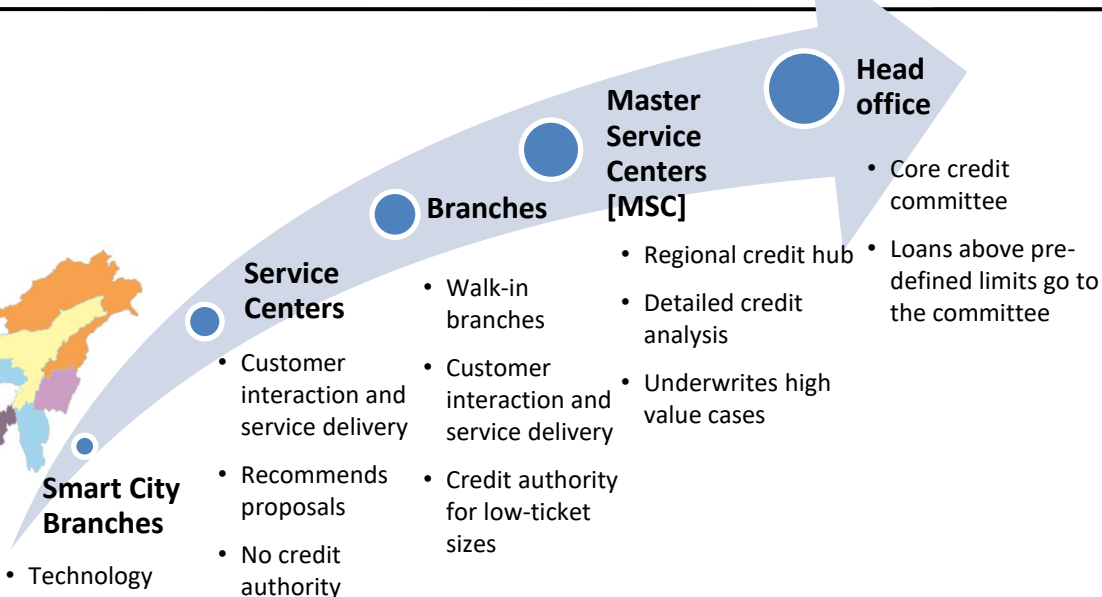 Smart City
Branches
• Technology
Service
Centers
• Customer
interaction and
service delivery
• Recommends
proposals
• No credit
authority
Branches
• Walk-in
branches
• Customer
interaction and
service delivery
• Credit authority
for low-ticket
sizes
Master
Service
Centers
[MSC]
• Regional credit hub
• Detailed credit
analysis
• Underwrites high
value cases
Head
office
• Core credit
committee
• Loans above pre-
defined limits go to
the committee